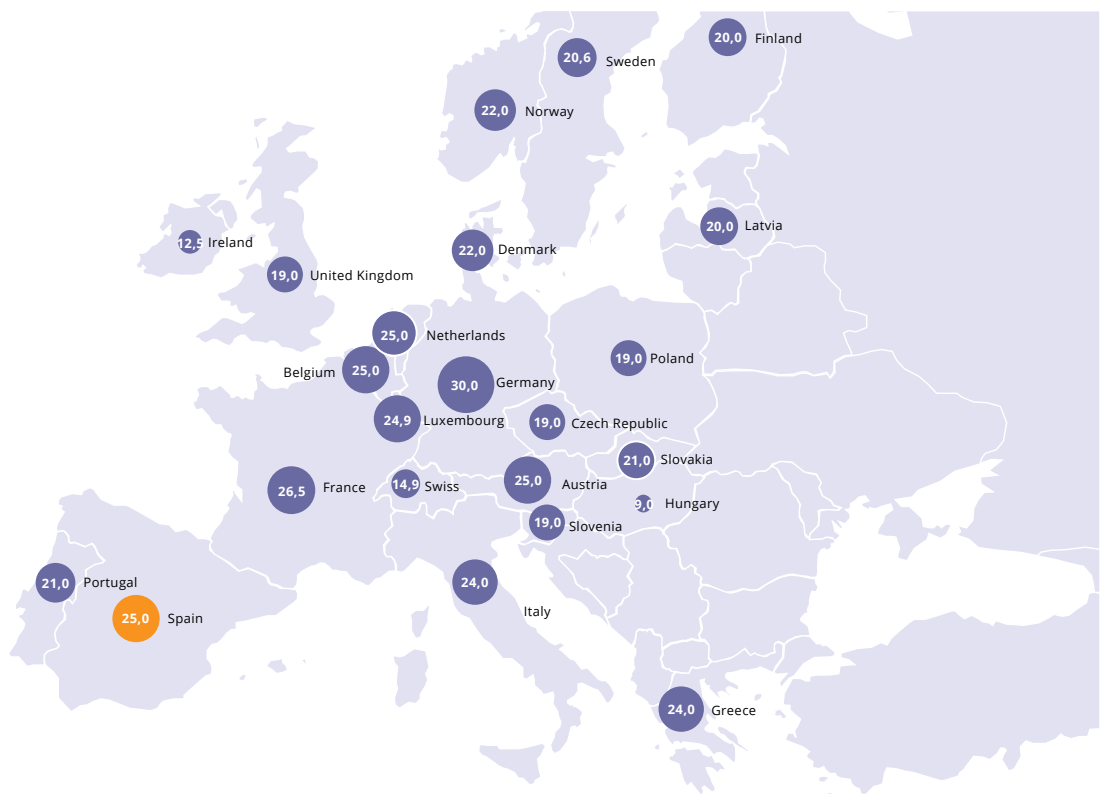 20,0 Finland
20,6 Sweden
22,0 Norway
20,0 Latvia
12,5 Ireland
22,0 Denmark
19,0 United Kingdom
25,0 Netherlands
19,0 Poland
Belgium 25,0
30,0 Germany
24,9 Luxembourg
19,0 Czech Republic
21,0 Slovakia
26,5 France
14,9 Swiss
25,0 Austria
9,0 Hungary
19,0 Slovenia
21,0 Portugal
24,0 Italy
25,0 Spain
24,0 Greece